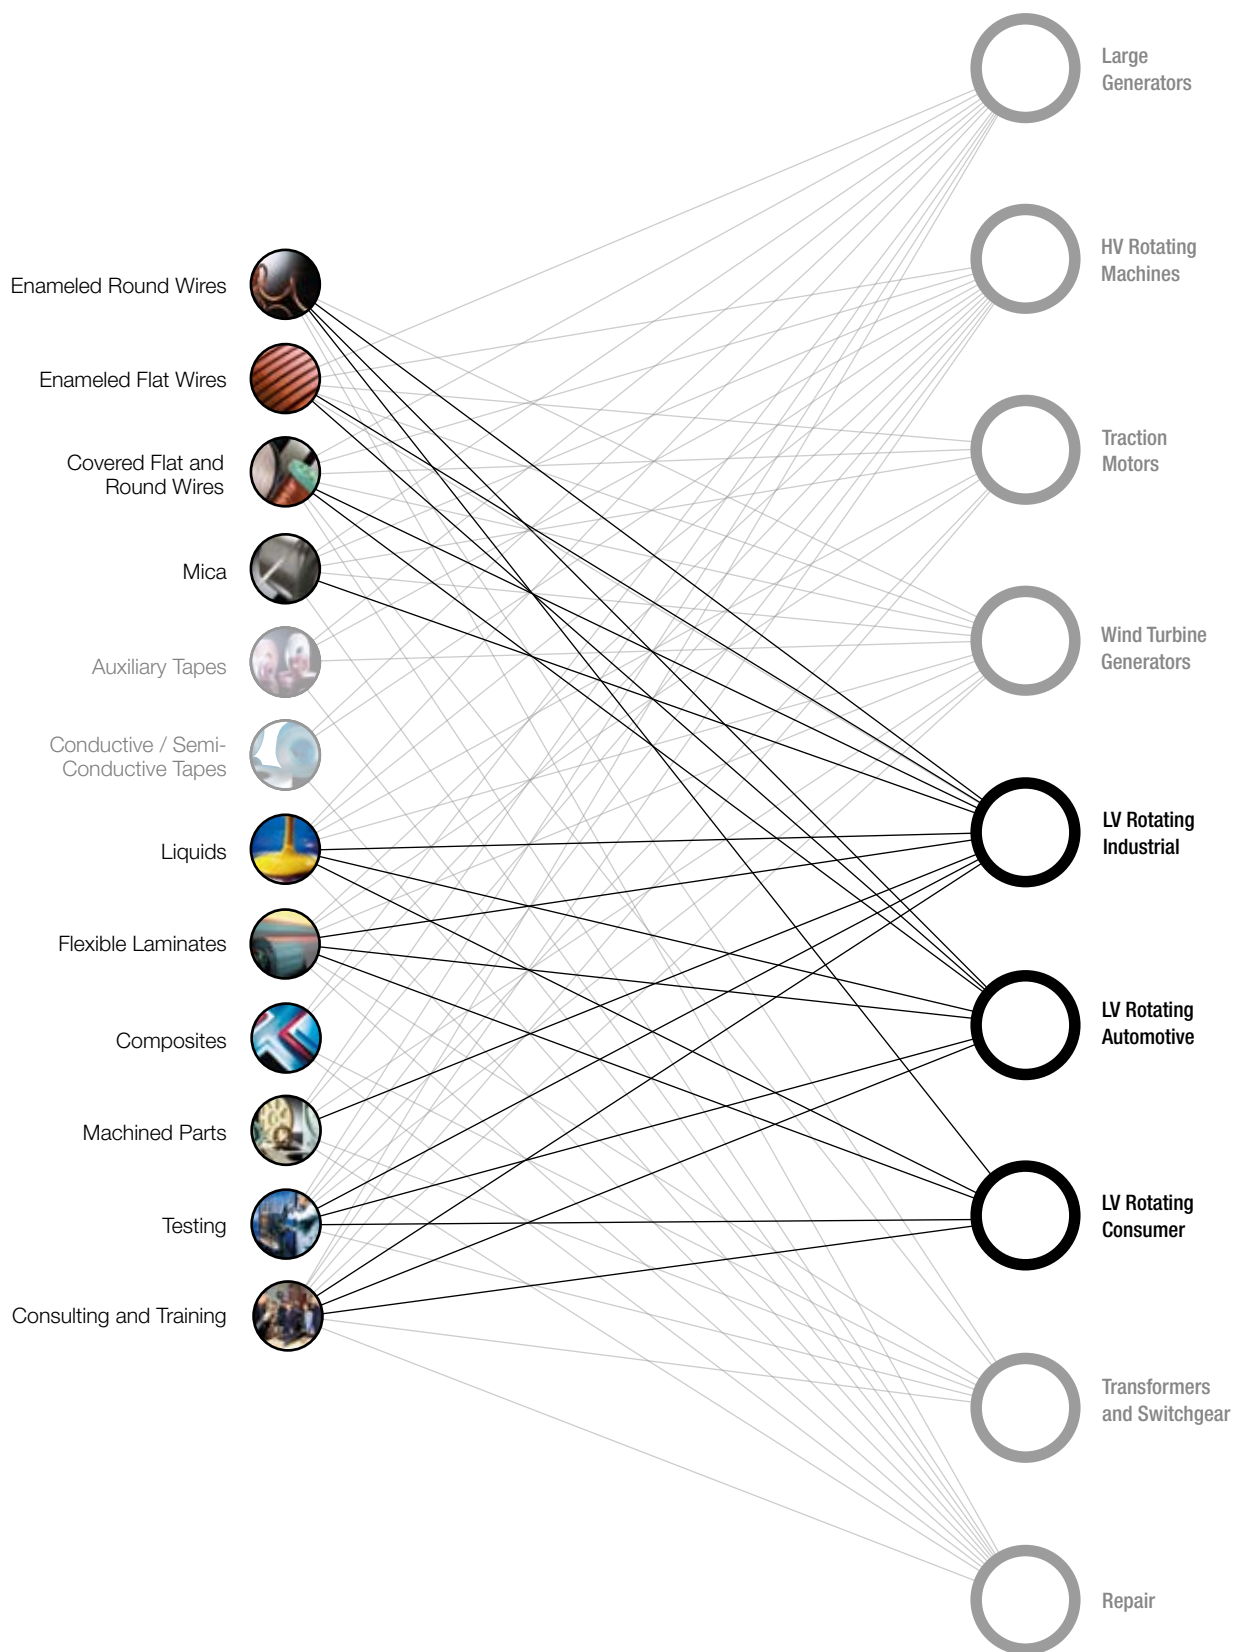 Large
Generators
HV Rotating
Machines
Enameled Round Wires
Enameled Flat Wires
Traction
Motors
Covered Flat and
Round Wires
Mica
Wind Turbine
Generators
Auxiliary Tapes
Conductive / Semi-
Conductive Tapes
LV Rotating
Industrial
Liquids
Flexible Laminates
LV Rotating
Automotive
Composites
Machined Parts
LV Rotating
Consumer
Testing
Consulting and Training
Transformers
and Switchgear
Repair